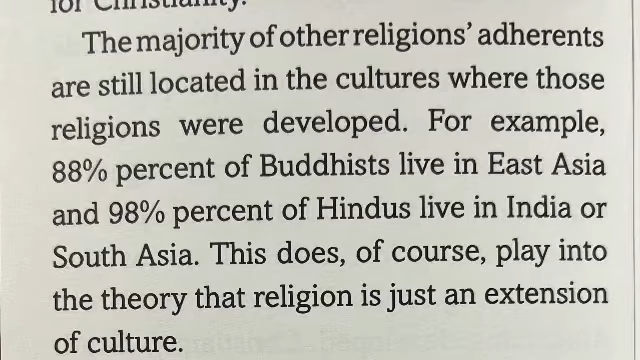 for Christianity.
The majority of other religions’ adherents
are still located in the cultures where those
religions were developed. For example,
88% percent of Buddhists live in East Asia
and 98% percent of Hindus live in India or
South Asia. This does, of course, play into
the theory that religion is just an extension
of culture.